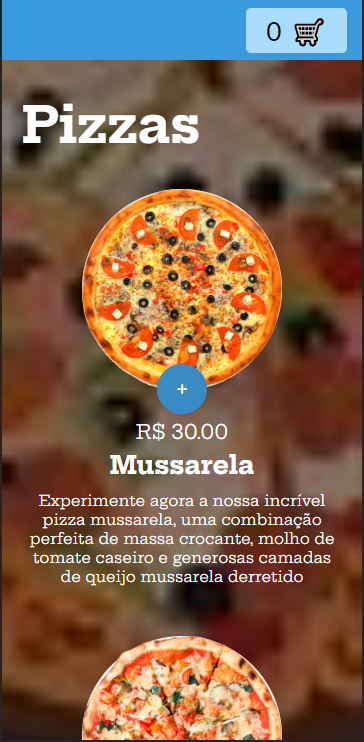 0
Pizzas
+
R$ 30.00
Mussarela
Experimente agora a nossa incrível
pizza mussarela, uma combinação
perfeita de massa crocante, molho de
tomate caseiro e generosas camadas
de queijo mussarela derretido